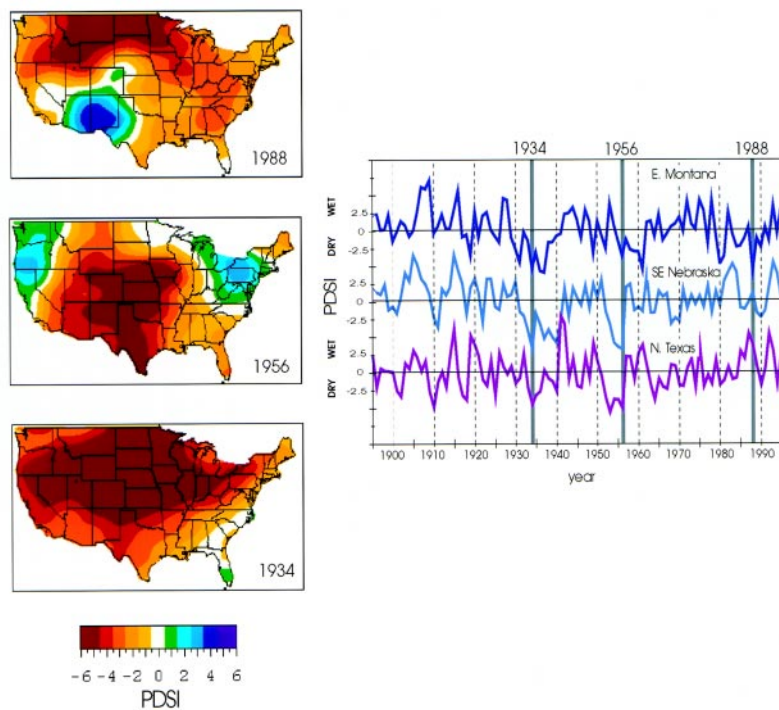 1988
1956
1934
-6 -4 -2 0 2 4 6
PDSI
1934 1956 1988
E. Montana
WET
2.5
0
-2.5
DRY
SE Nebraska
2.5
0
-2.5
PDSI
N. Texas
WET
2.5
0
-2.5
DRY
1900 1910 1920 1930 1940 1950 1960 1970 1980 1990
year